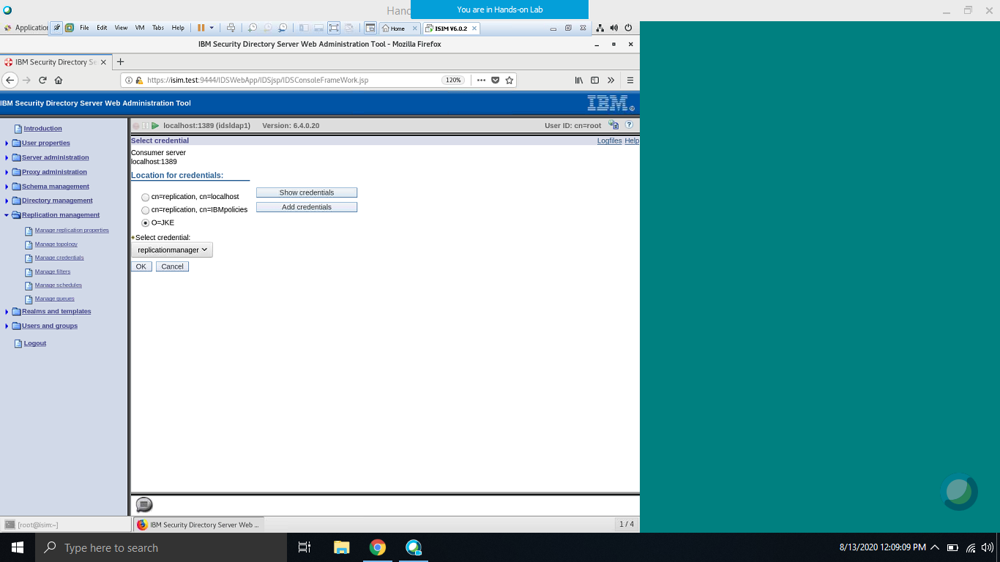 Hand
You are in Hands-on Lab
Application
File Edit View VM Tabs Help
Home
ISIM V6.0.2
IBM Security Directory Server Web Administration Tool - Mozilla Firefox
IBM Security Directory Se
https://isim.test:9444/IDSWebApp/IDSjsp/IDSConsoleFrameWork.jsp
120%
IBM Security Directory Server Web Administration Tool
IBM
Introduction
User properties
Server administration
Proxy administration
Schema management
Directory management
Replication management
Manage replication properties
Manage topology
Manage credentials
Manage filters
Manage schedules
Manage queues
Realms and templates
Users and groups
Logout
localhost:1389 (idsldap1) Version: 6.4.0.20 User ID: cn=root
Select credential Logfiles Help
Consumer server
localhost:1389
Location for credentials:
cn=replication, cn=localhost
cn=replication, cn=IBMpolicies
O=JKE
Show credentials
Add credentials
Select credential:
replicationmanager
OK Cancel
[root@isim:~]
IBM Security Directory Server Web ...
1 / 4
Type here to search
8/13/2020 12:09:09 PM